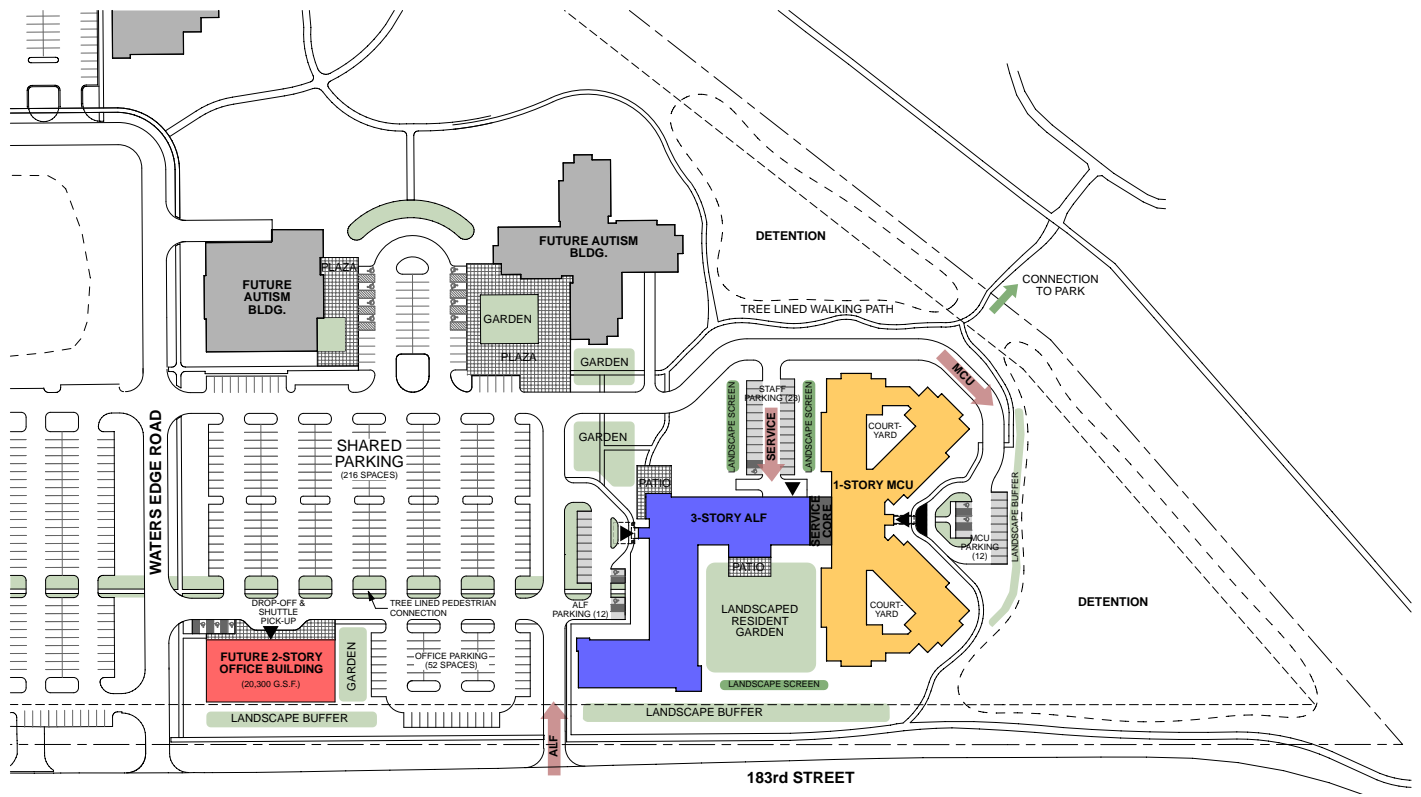 DETENTION
FUTURE AUTISM
BLDG.
PLAZA
FUTURE
AUTISM
BLDG.
GARDEN
PLAZA
CONNECTION
TO PARK
TREE LINED WALKING PATH
GARDEN
MCU
LANDSCAPE SCREEN
STAFF
PARKING (23)
SERVICE
LANDSCAPE SCREEN
COURT-
YARD
WATERS EDGE ROAD
SHARED
PARKING
(216 SPACES)
GARDEN
PATIO
1-STORY MCU
3-STORY ALF
SERVICE
CORE
MCU
PARKING
(12)
LANDSCAPE BUFFER
PATIO
DROP-OFF &
SHUTTLE
PICK-UP
TREE LINED PEDESTRIAN
CONNECTION
ALF
PARKING (12)
LANDSCAPED
RESIDENT
GARDEN
COURT-
YARD
DETENTION
FUTURE 2-STORY
OFFICE BUILDING
(20,300 G.S.F.)
GARDEN
OFFICE PARKING
(52 SPACES)
LANDSCAPE SCREEN
LANDSCAPE BUFFER
LANDSCAPE BUFFER
ALF
183rd STREET